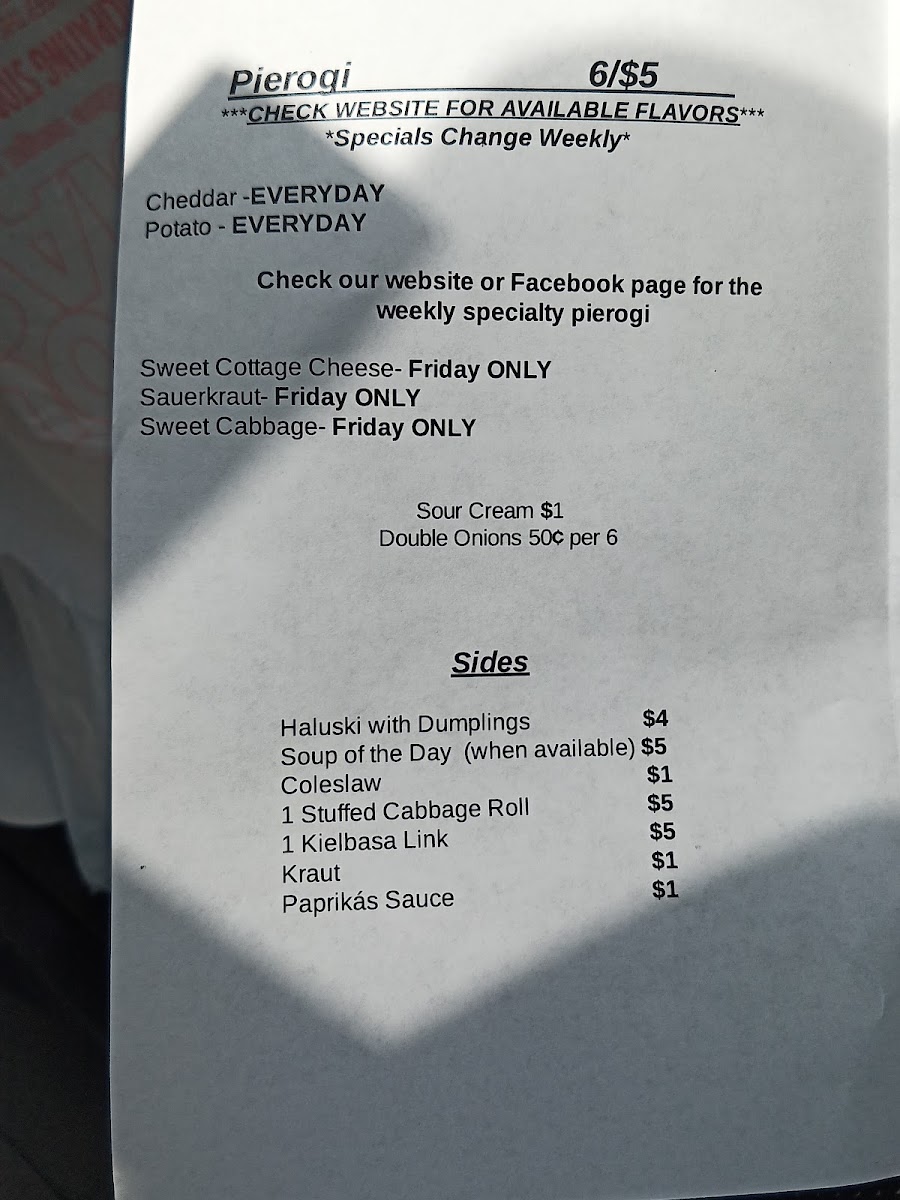 Pierogi 6/$5
***CHECK WEBSITE FOR AVAILABLE FLAVORS***
*Specials Change Weekly*
Cheddar -EVERYDAY
Potato - EVERYDAY
Check our website or Facebook page for the
weekly specialty pierogi
Sweet Cottage Cheese- Friday ONLY
Sauerkraut- Friday ONLY
Sweet Cabbage- Friday ONLY
Sour Cream $1
Double Onions 50¢ per 6
Sides
Haluski with Dumplings $4
Soup of the Day (when available) $5
Coleslaw $1
1 Stuffed Cabbage Roll $5
1 Kielbasa Link $5
Kraut $1
Paprikás Sauce $1